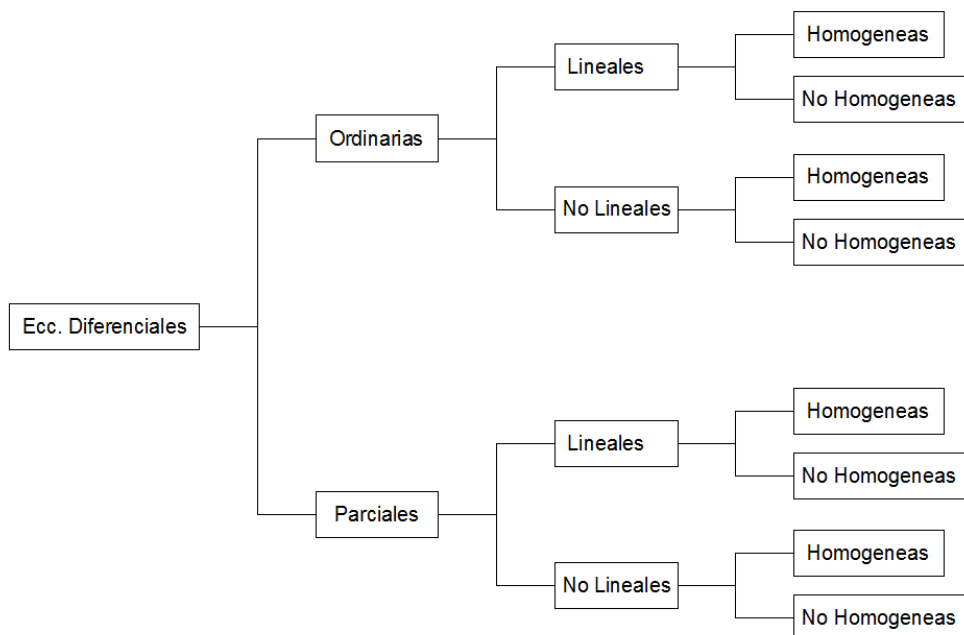 Ecc. Diferenciales
Ordinarias
Lineales
Homogeneas
No Homogeneas
No Lineales
Homogeneas
No Homogeneas
Parciales
Lineales
Homogeneas
No Homogeneas
No Lineales
Homogeneas
No Homogeneas